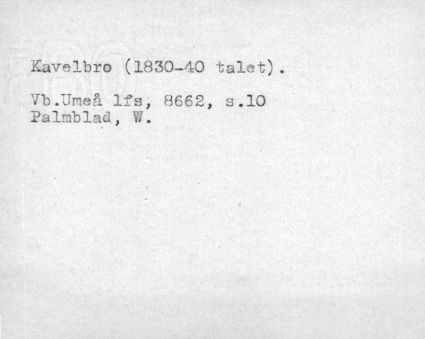 Kavelbro (1830-40 talet).
Vb.Umeå lfs, 8662, s.10
Palmblad, W.